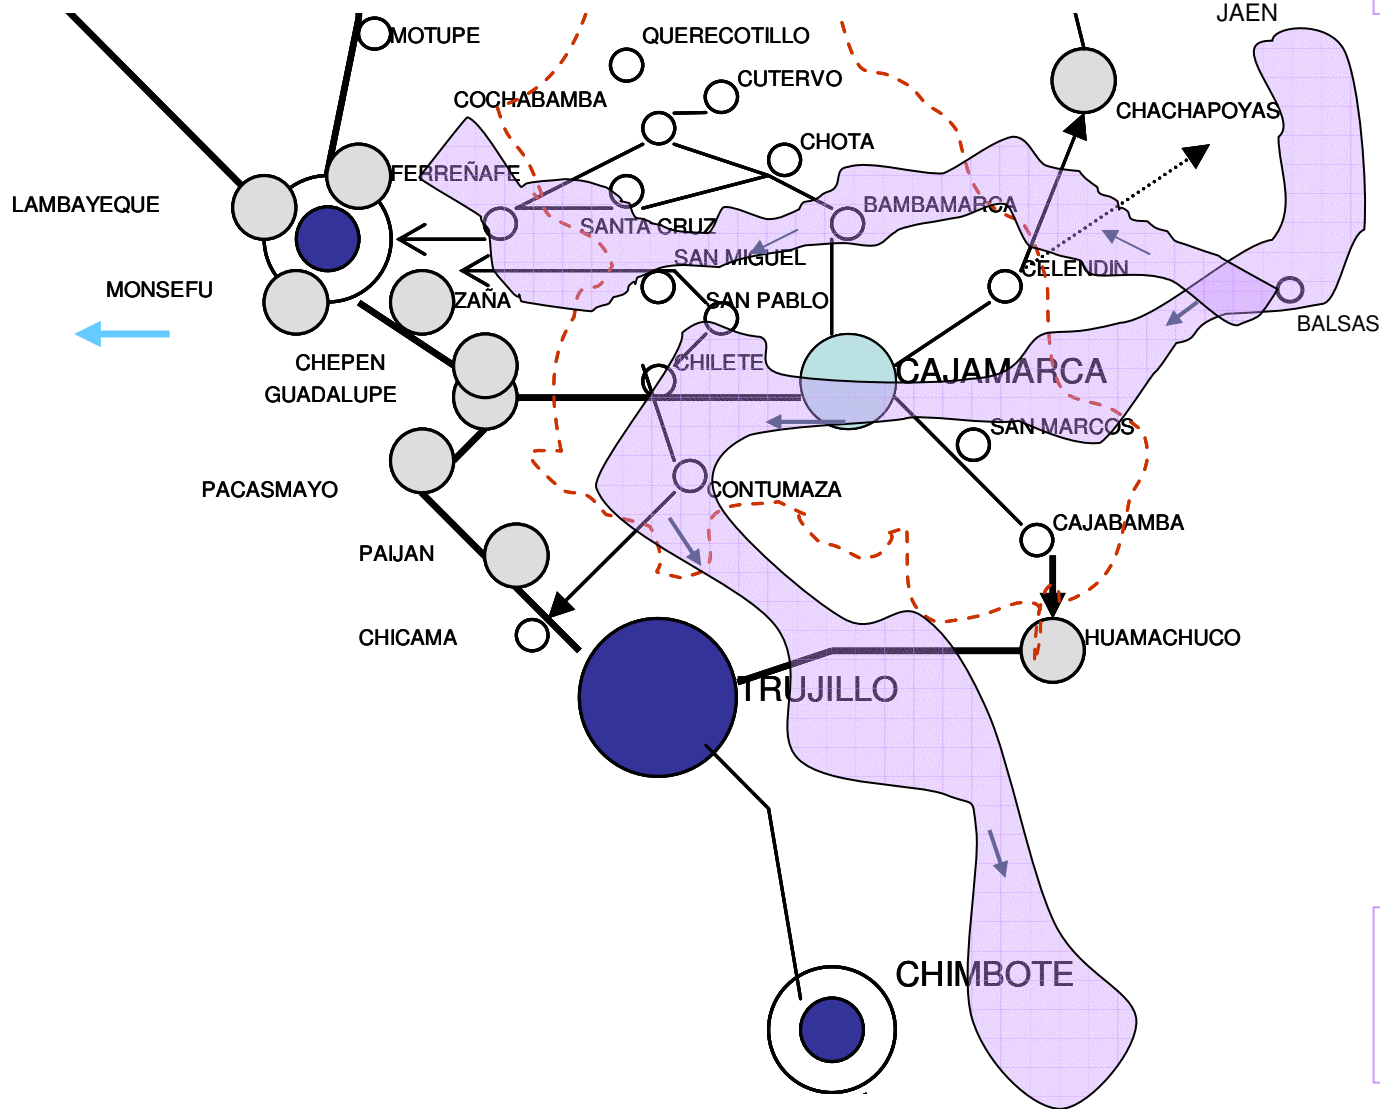 JAEN
MOTUPE
QUERECOTILLO
CUTERVO
COCHABAMBA
CHACHAPOYAS
CHOTA
FERREÑAFE
LAMBAYEQUE
BAMBAMARCA
SANTA CRUZ
SAN MIGUEL
CELENDIN
MONSEFU
ZAÑA
SAN PABLO
BALSAS
CHEPEN
CHILETE
CAJAMARCA
GUADALUPE
SAN MARCOS
PACASMAYO
CONTUMAZA
CAJABAMBA
PAIJAN
CHICAMA
HUAMACHUCO
TRUJILLO
CHIMBOTE